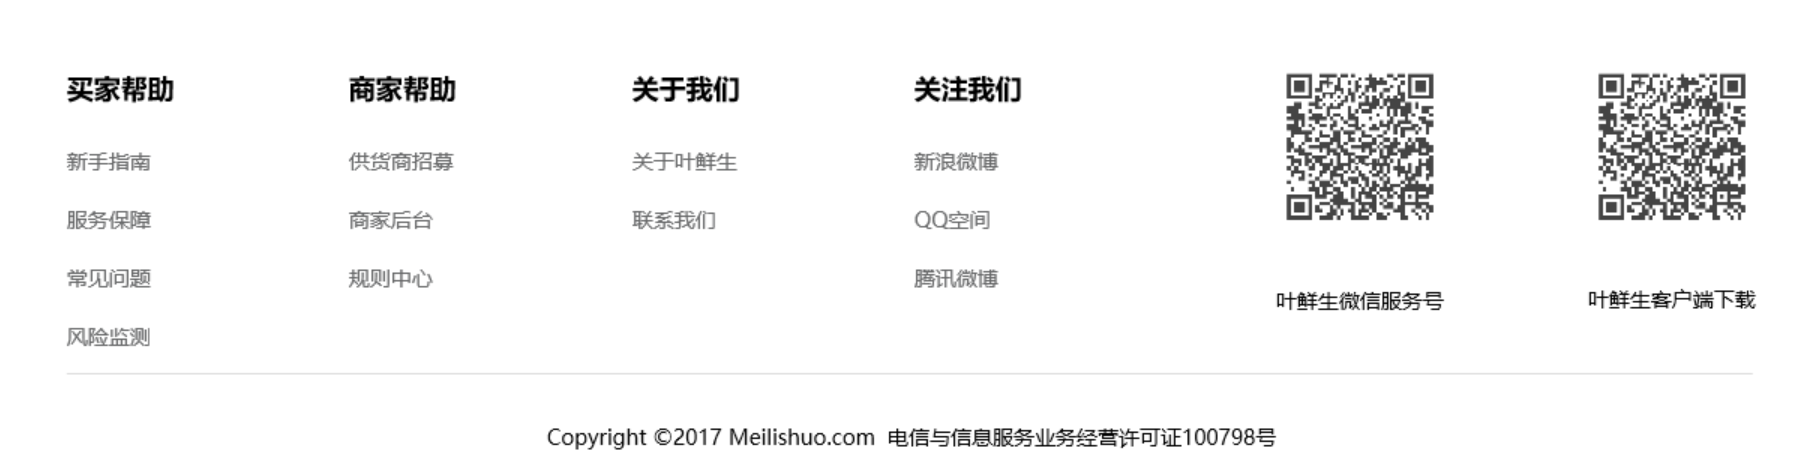 买家帮助
新手指南
服务保障
常见问题
风险监测
商家帮助
供货商招募
商家后台
规则中心
关于我们
关于叶鲜生
联系我们
关注我们
新浪微博
QQ空间
腾讯微博
叶鲜生微信服务号
叶鲜生客户端下载
Copyright ©2017 Meilishuo.com 电信与信息服务业务经营许可证100798号